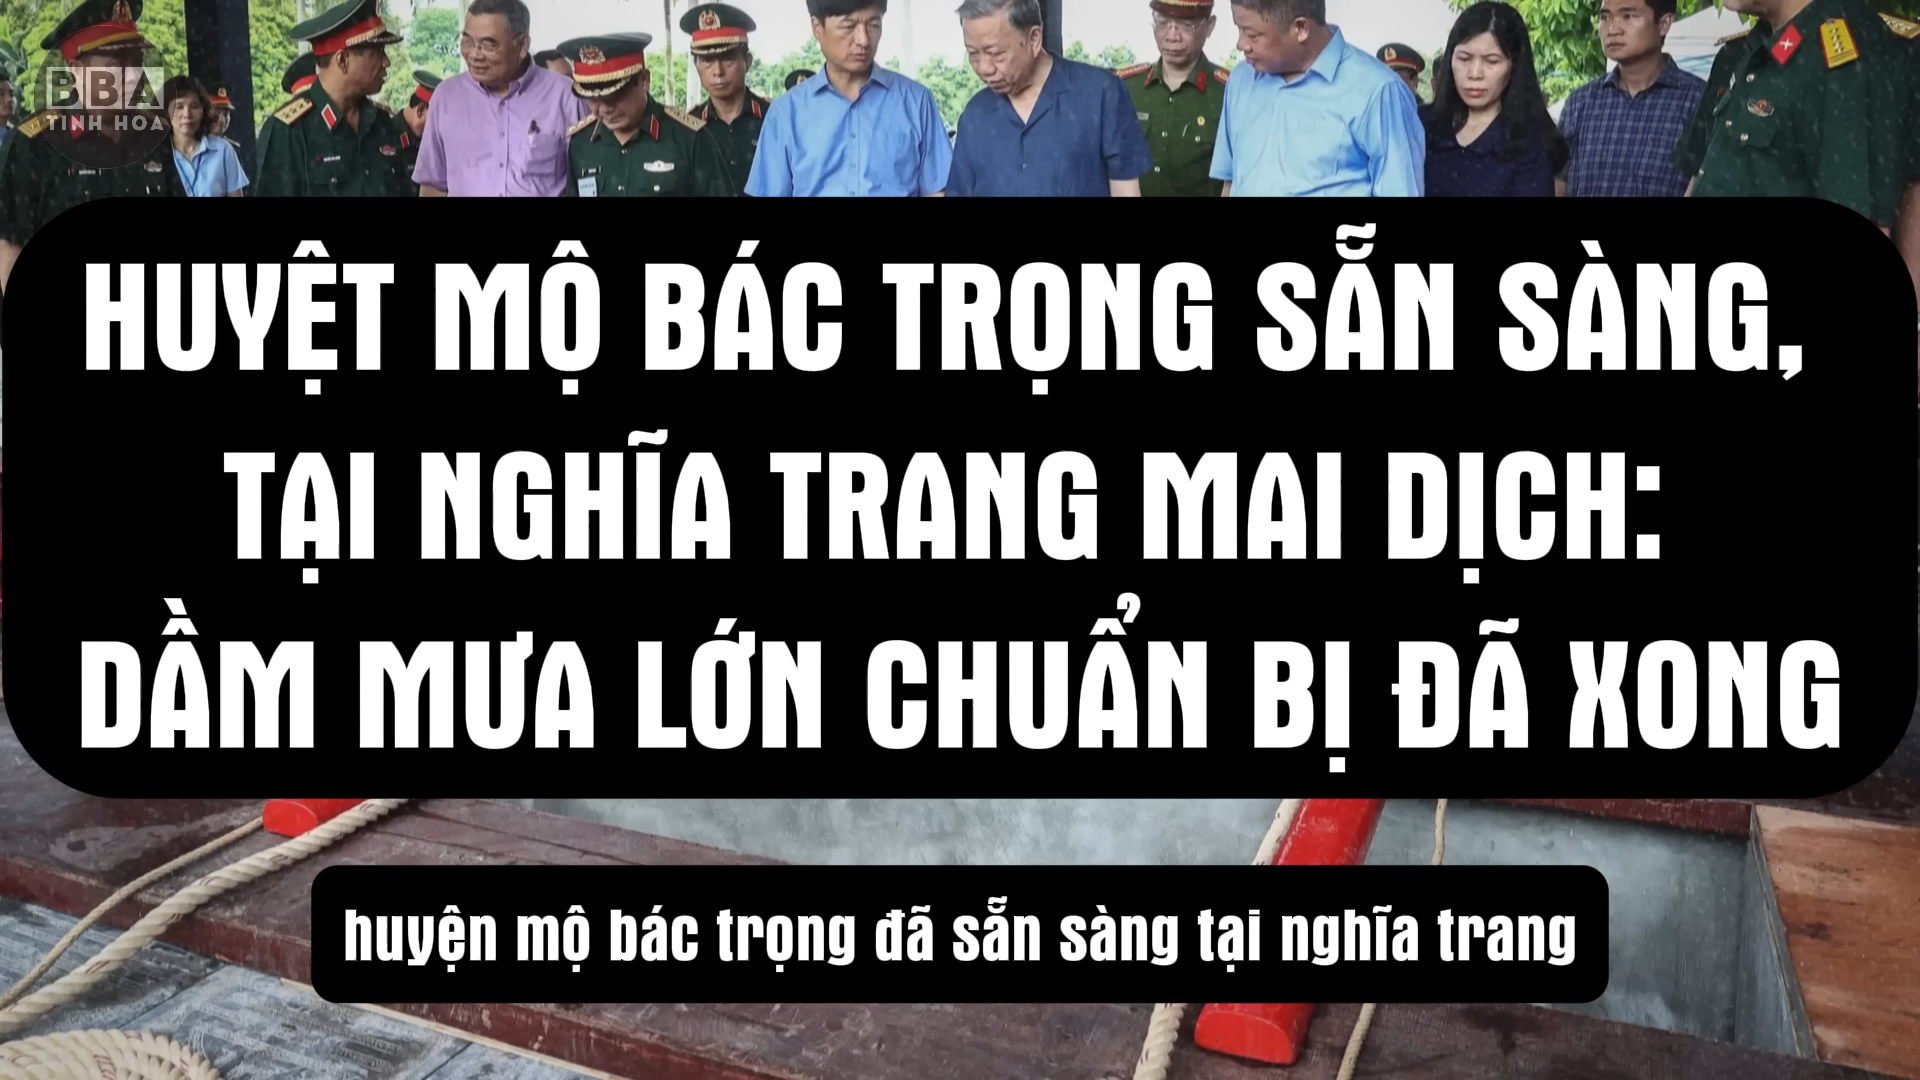 BBA
TINH HOA
HUYỆT MỘ BÁC TRỌNG SẴN SÀNG,
TẠI NGHĨA TRANG MAI DỊCH:
DẦM MƯA LỚN CHUẨN BỊ ĐÃ XONG
huyện mộ bác trọng đã sẵn sàng tại nghĩa trang